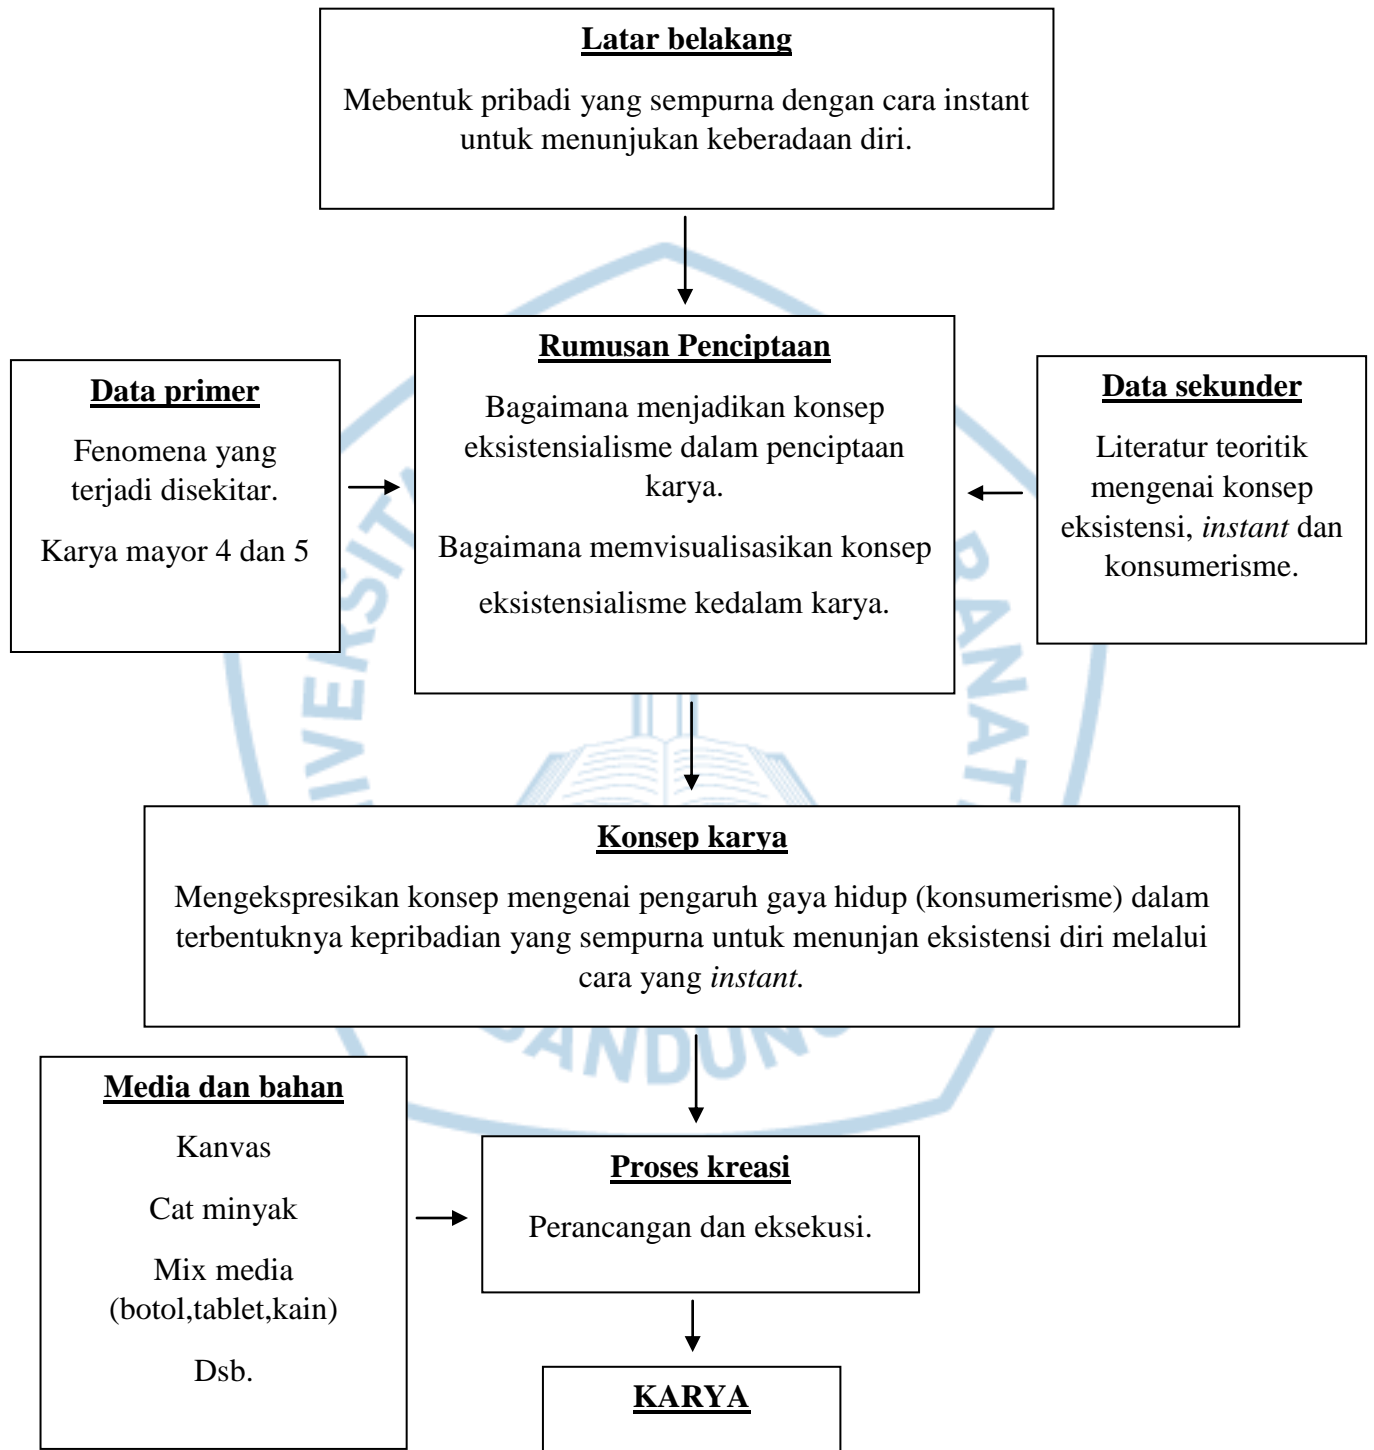 Latar belakang
Mebentuk pribadi yang sempurna dengan cara instant
untuk menunjukan keberadaan diri.
Data primer
Fenomena yang
terjadi disekitar.
Karya mayor 4 dan 5
Rumusan Penciptaan
Bagaimana menjadikan konsep
eksistensialisme dalam penciptaan
karya.
Bagaimana memvisualisasikan konsep
eksistensialisme kedalam karya.
Data sekunder
Literatur teoritik
mengenai konsep
eksistensi, instant dan
konsumerisme.
Konsep karya
Mengekspresikan konsep mengenai pengaruh gaya hidup (konsumerisme) dalam
terbentuknya kepribadian yang sempurna untuk menunjan eksistensi diri melalui
cara yang instant.
Media dan bahan
Kanvas
Cat minyak
Mix media
(botol,tablet,kain)
Dsb.
Proses kreasi
Perancangan dan eksekusi.
KARYA